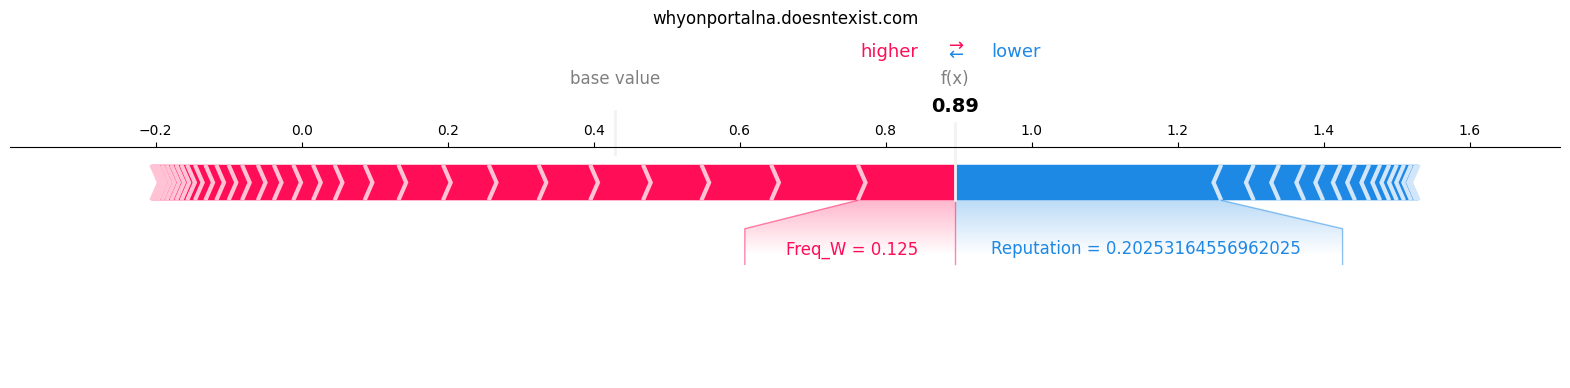 whyonportalna.doesntexist.com
higher ⇄ lower
base value f(x)
0.89
−0.2 0.0 0.2 0.4 0.6 0.8 1.0 1.2 1.4 1.6
Freq_W = 0.125 Reputation = 0.20253164556962025